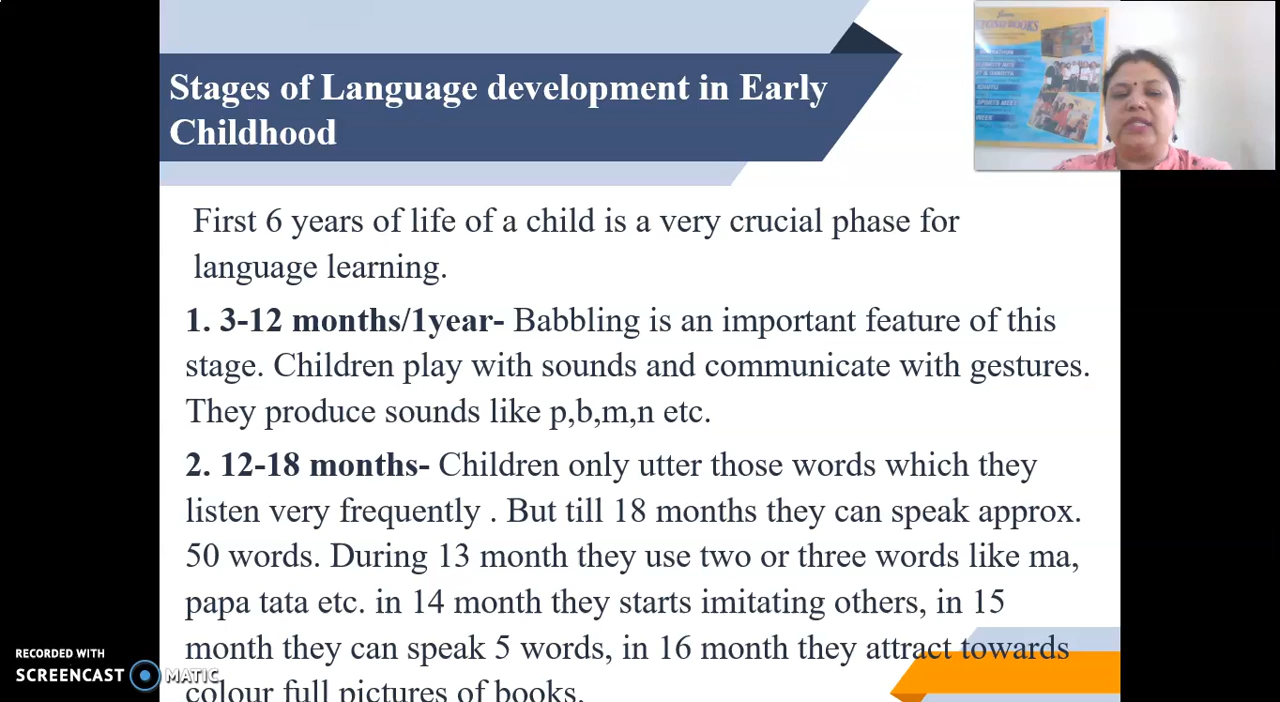 Stages of Language development in Early
Childhood
First 6 years of life of a child is a very crucial phase for
language learning.
1. 3-12 months/1year- Babbling is an important feature of this
stage. Children play with sounds and communicate with gestures.
They produce sounds like p,b,m,n etc.
2. 12-18 months- Children only utter those words which they
listen very frequently . But till 18 months they can speak approx.
50 words. During 13 month they use two or three words like ma,
papa tata etc. in 14 month they starts imitating others, in 15
month they can speak 5 words, in 16 month they attract towards
colour full pictures of books.
RECORDED WITH
SCREENCAST MATIC
BOOKS
SPORTS MEET
WEEK